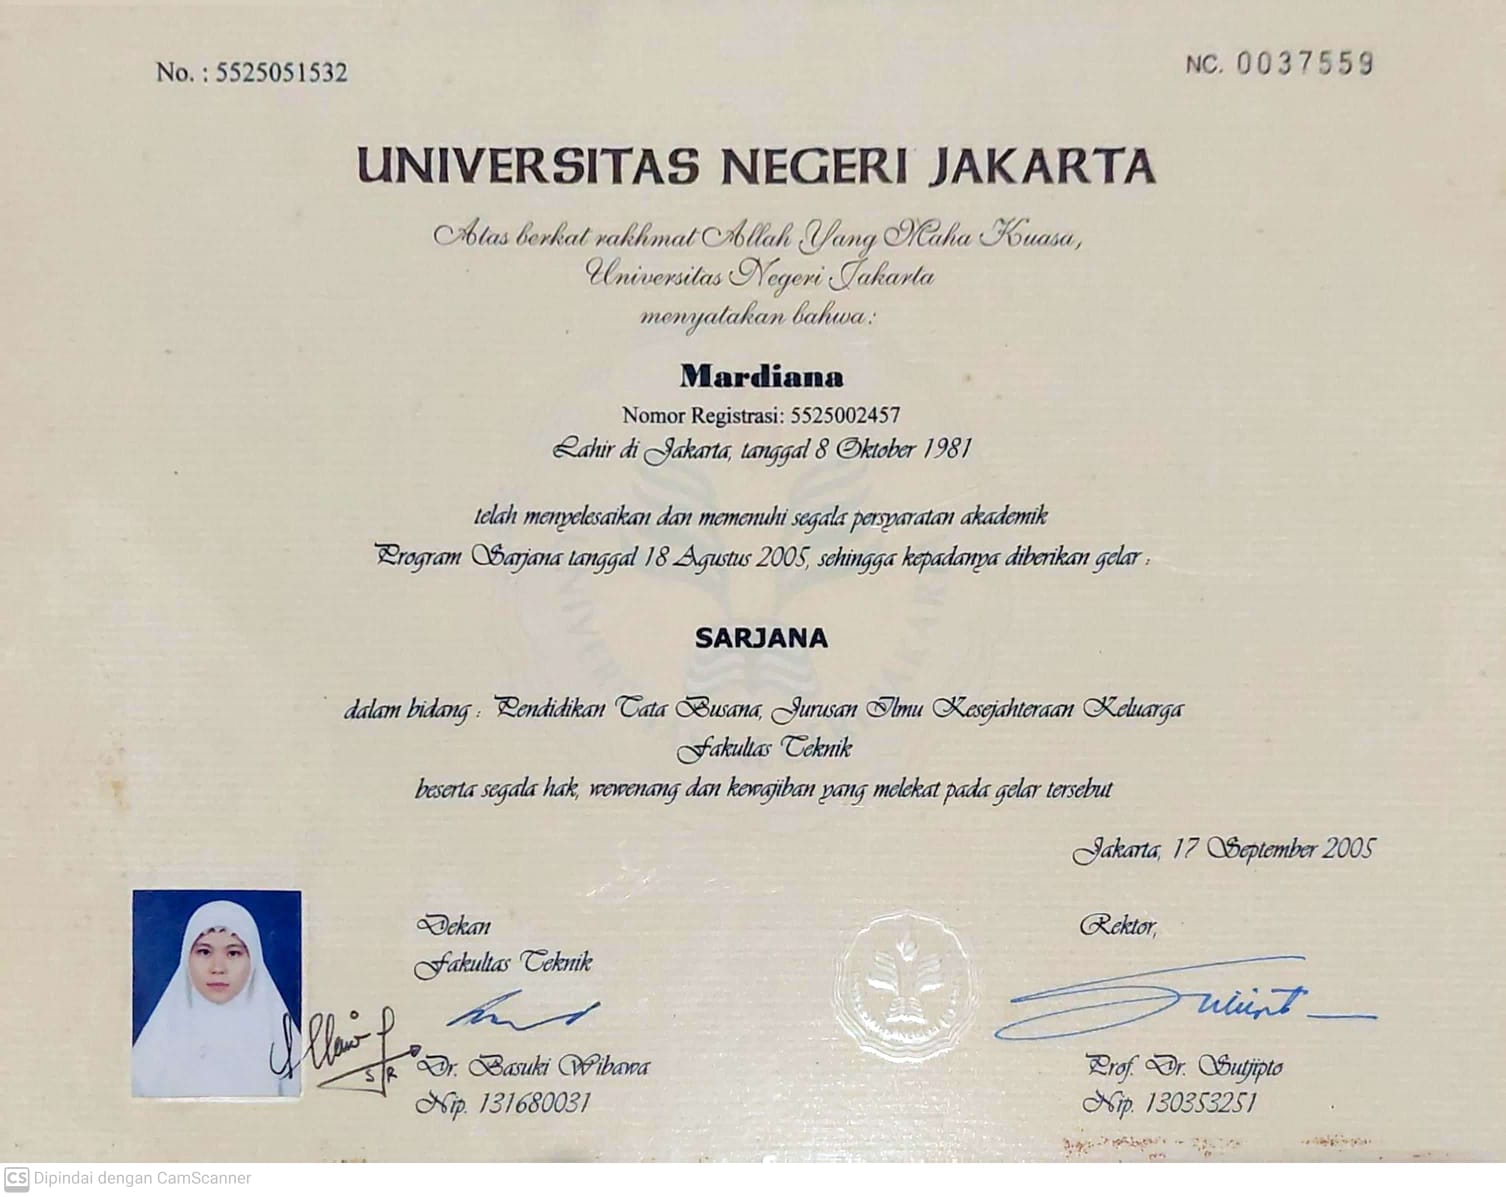 No. : 5525051532
NC. 0037559
UNIVERSITAS NEGERI JAKARTA
Atas berkat rakhmat Allah Yang Maha Kuasa,
Universitas Negeri Jakarta
menyatakan bahwa :
Mardiana
Nomor Registrasi: 5525002457
Lahir di Jakarta, tanggal 8 Oktober 1981
telah menyelesaikan dan memenuhi segala persyaratan akademik
Program Sarjana tanggal 18 Agustus 2005, sehingga kepadanya diberikan gelar :
SARJANA
dalam bidang : Pendidikan Tata Busana, Jurusan Ilmu Kesejahteraan Keluarga
Fakultas Teknik
beserta segala hak, wewenang dan kewajiban yang melekat pada gelar tersebut
Jakarta, 17 September 2005
Dekan
Fakultas Teknik
Dr. Basuki Wibawa
Nip. 131680031
Rektor,
Prof. Dr. Sutjipto
Nip. 130353251
CS Dipindai dengan CamScanner